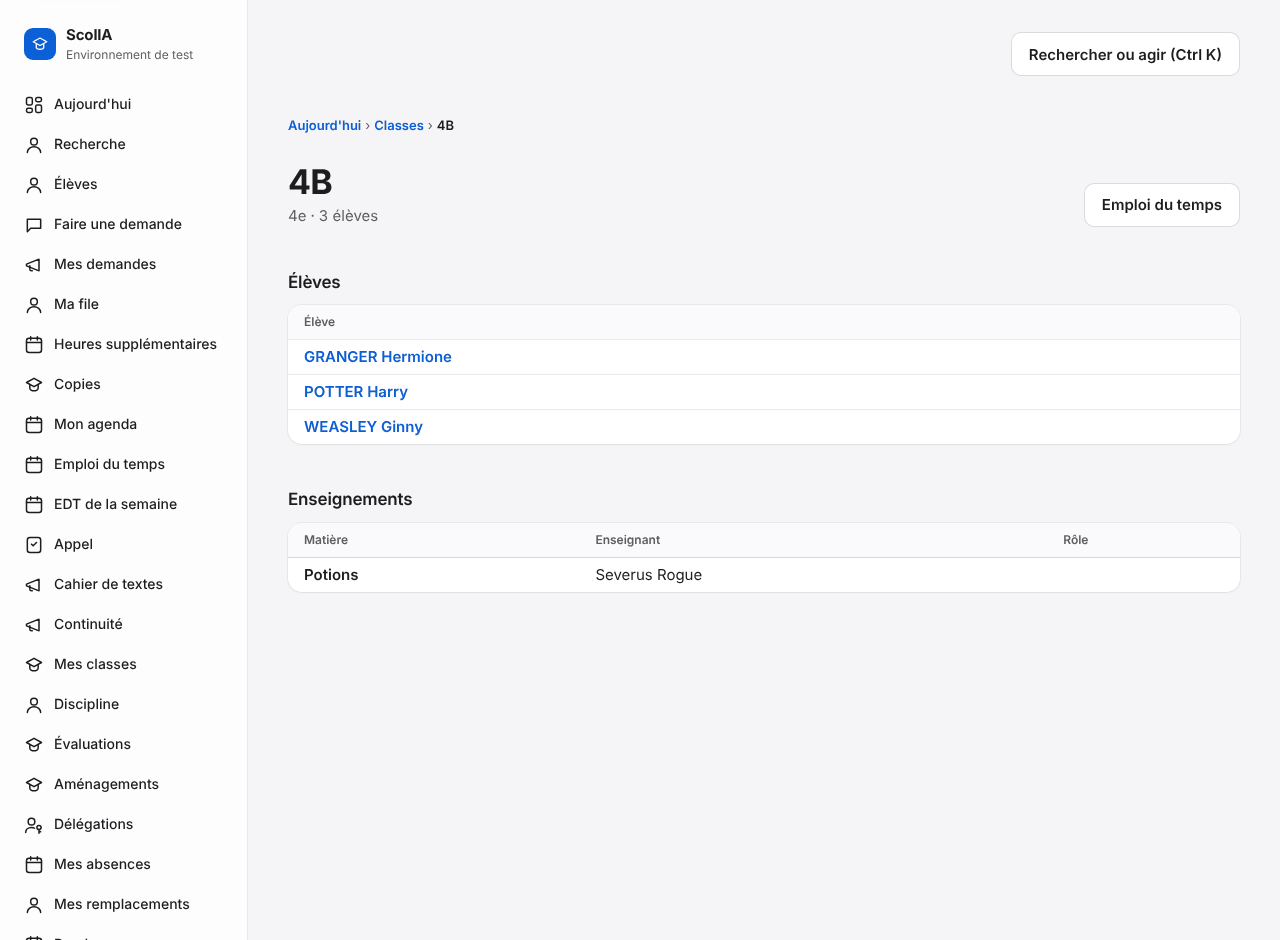 ScolIA
Environnement de test
Aujourd'hui
Recherche
Élèves
Faire une demande
Mes demandes
Ma file
Heures supplémentaires
Copies
Mon agenda
Emploi du temps
EDT de la semaine
Appel
Cahier de textes
Continuité
Mes classes
Discipline
Évaluations
Aménagements
Délégations
Mes absences
Mes remplacements
Rechercher ou agir (Ctrl K)
Aujourd'hui › Classes › 4B
4B
4e · 3 élèves
Emploi du temps
Élèves
Élève
GRANGER Hermione
POTTER Harry
WEASLEY Ginny
Enseignements
Matière Enseignant Rôle
Potions Severus Rogue